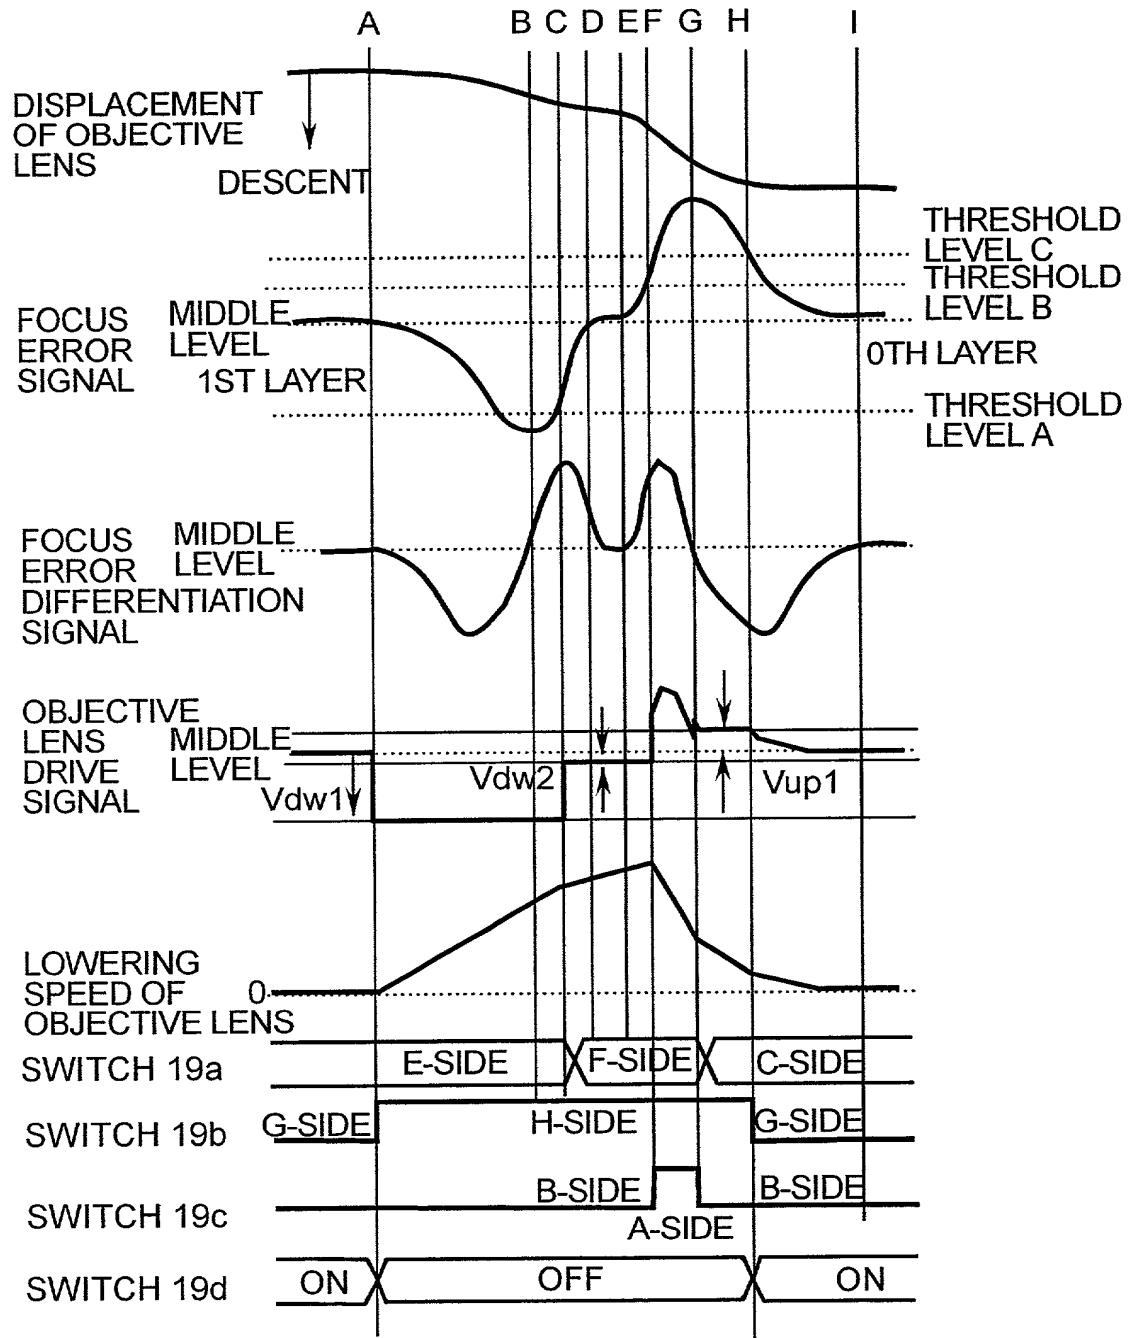 A B C D E F G H I
DISPLACEMENT
OF OBJECTIVE
LENS
DESCENT
THRESHOLD
LEVEL C
THRESHOLD
LEVEL B
FOCUS
ERROR
SIGNAL
MIDDLE
LEVEL
1ST LAYER
0TH LAYER
THRESHOLD
LEVEL A
FOCUS
ERROR
DIFFERENTIATION
SIGNAL
MIDDLE
LEVEL
OBJECTIVE
LENS
DRIVE
SIGNAL
MIDDLE
LEVEL
Vdw1
Vdw2
Vup1
LOWERING
SPEED OF
OBJECTIVE LENS
0
SWITCH 19a
E-SIDE
F-SIDE
C-SIDE
SWITCH 19b
G-SIDE
H-SIDE
G-SIDE
SWITCH 19c
B-SIDE
A-SIDE
B-SIDE
SWITCH 19d
ON
OFF
ON